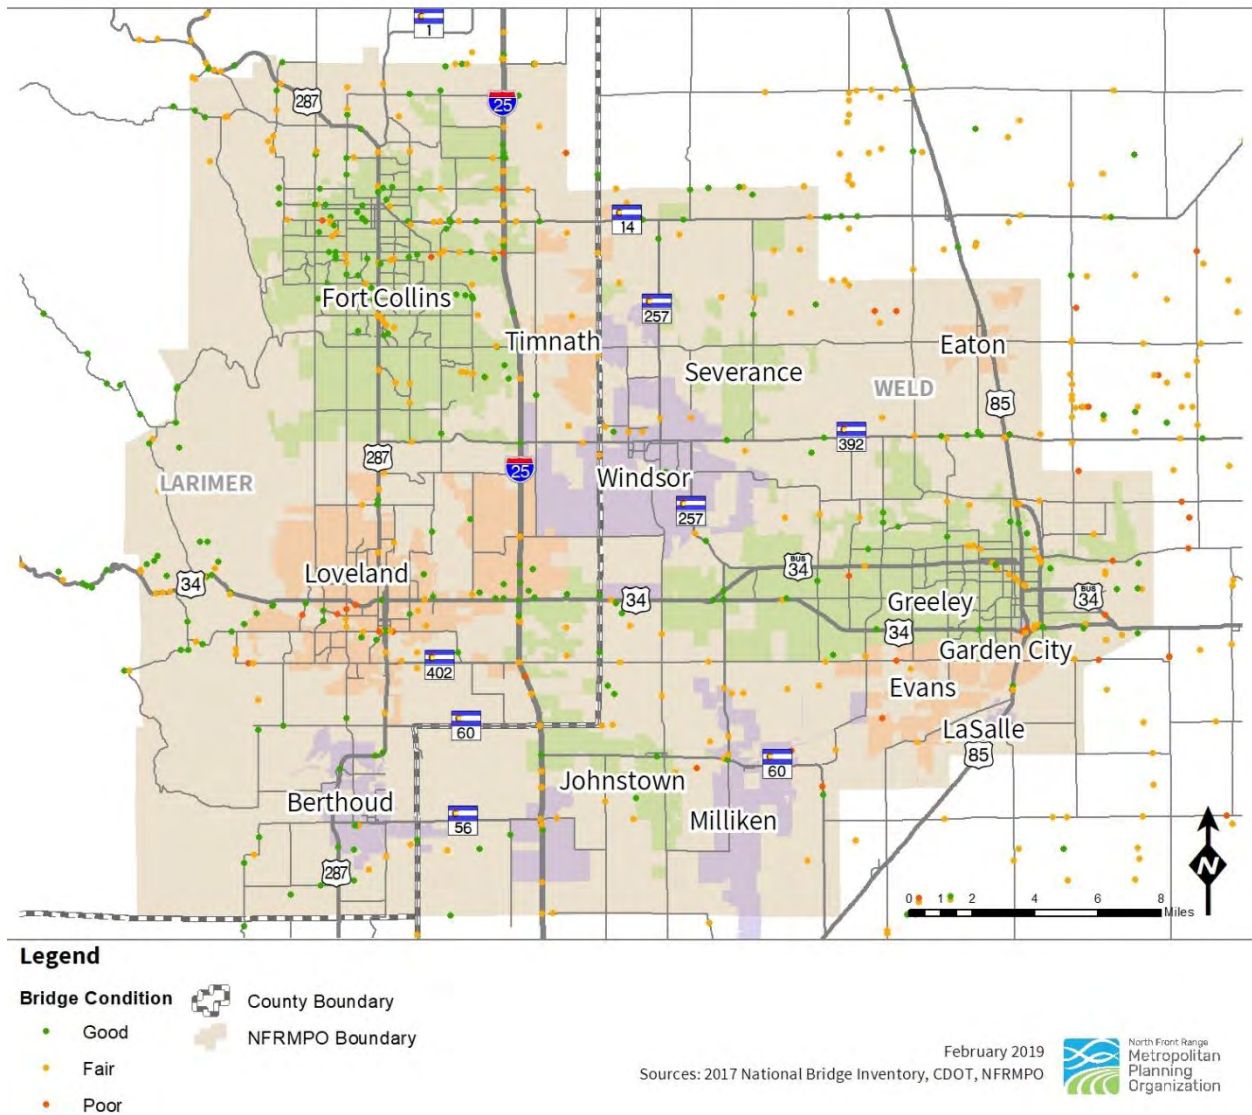 1
287
25
14
Fort Collins
257
Timnath
Eaton
Severance
WELD
85
392
287
25
LARIMER
Windsor
257
BUS
34
Loveland
34
34
BUS
34
Greeley
34
Garden City
402
Evans
60
LaSalle
85
60
Johnstown
Berthoud
56
Milliken
287
N
0 1 2 4 6 8
Miles
Legend
Bridge Condition
Good
Fair
Poor
County Boundary
NFRMPO Boundary
February 2019
Sources: 2017 National Bridge Inventory, CDOT, NFRMPO
North Front Range
Metropolitan
Planning
Organization